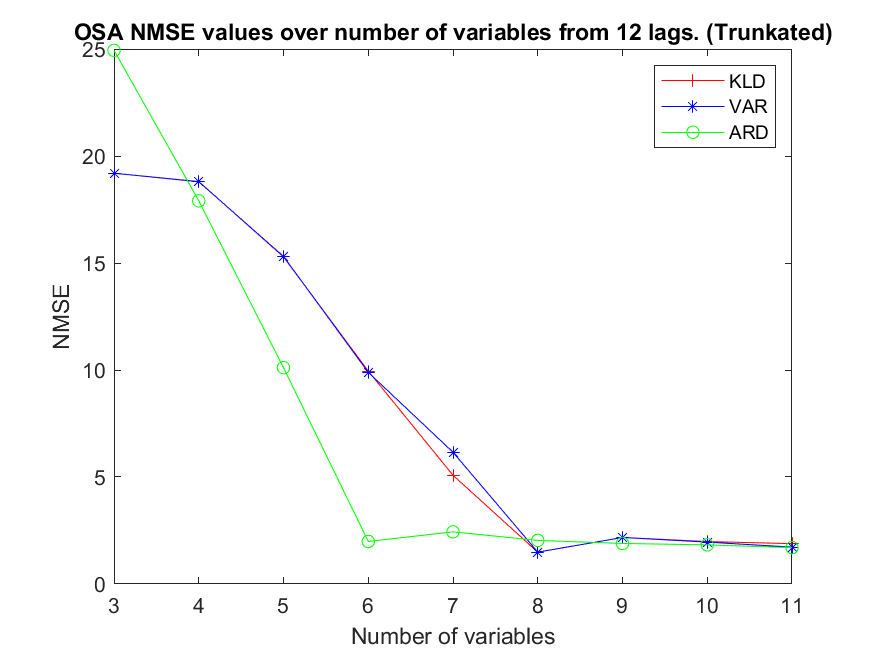 OSA NMSE values over number of variables from 12 lags. (Trunkated)
25
20
15
10
5
0
NMSE
KLD
VAR
ARD
3 4 5 6 7 8 9 10 11
Number of variables